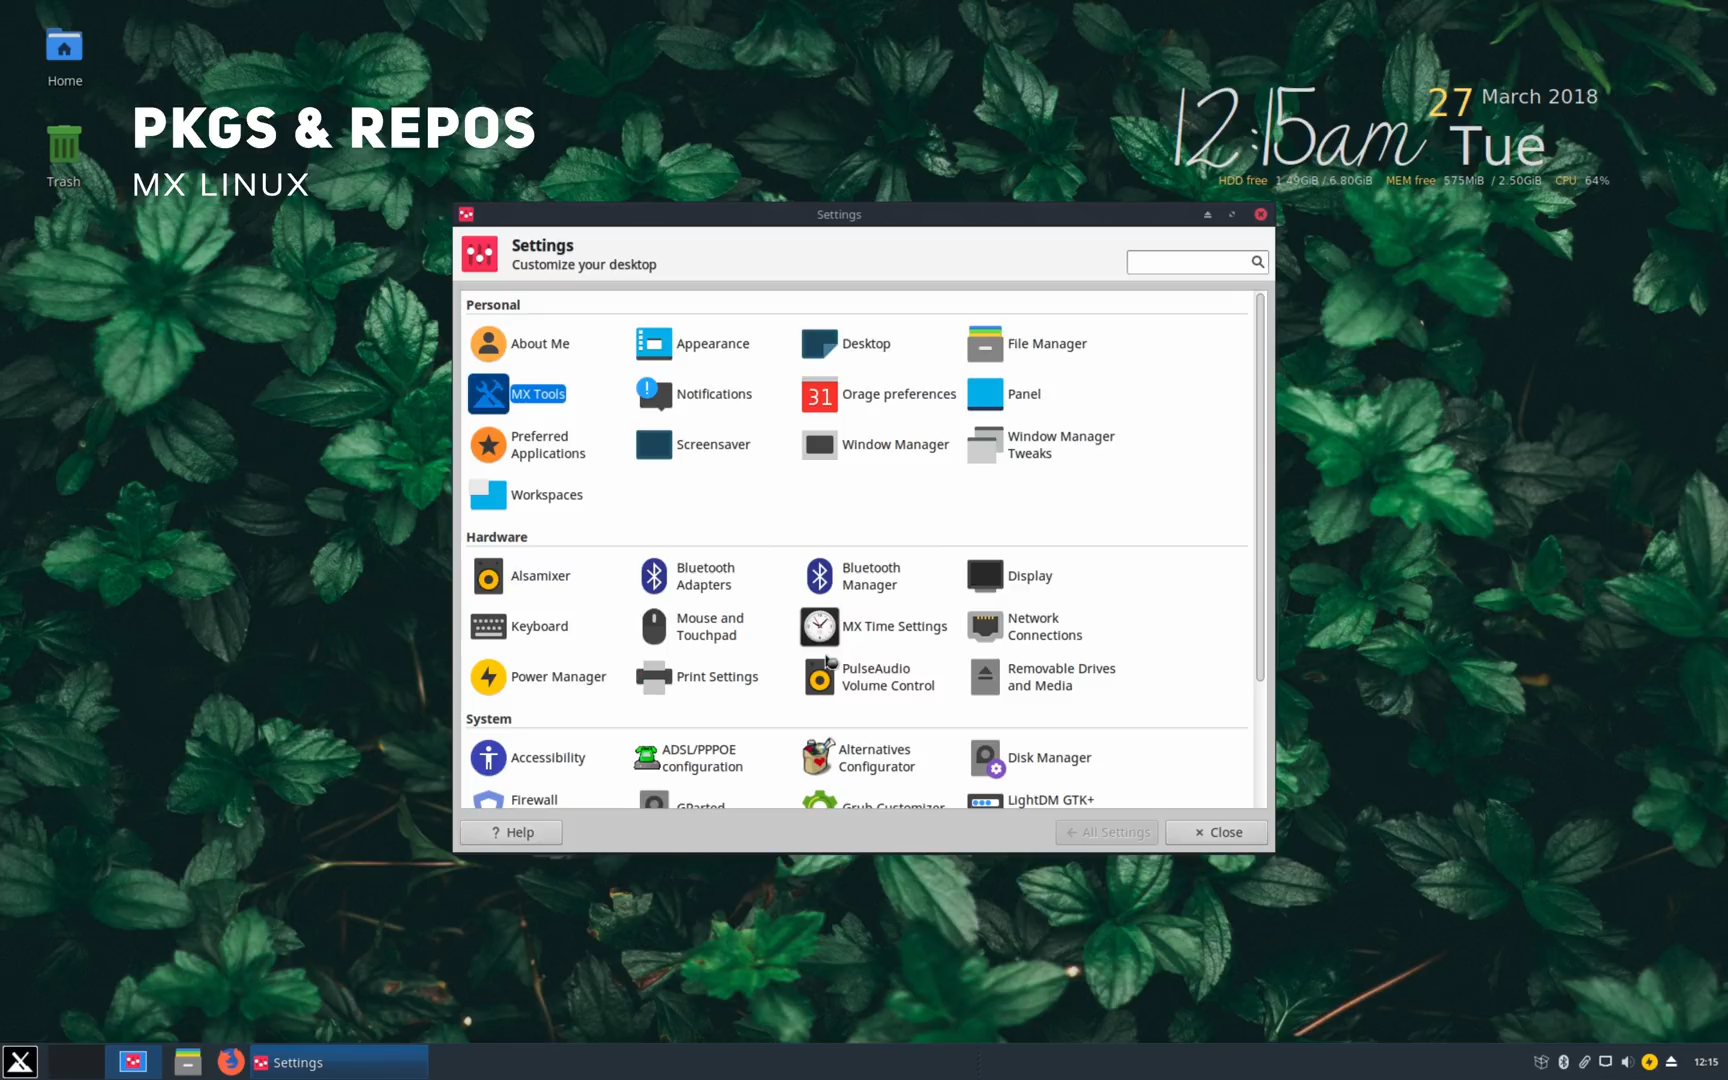 Home
Trash
PKGS & REPOS
MX LINUX
12:15am
27 March 2018
Tue
HDD free 1.49GiB / 6.80GiB MEM free 575MiB / 2.50GiB CPU 64%
Settings
Settings
Customize your desktop
Personal
About Me
Appearance
Desktop
File Manager
MX Tools
Notifications
31
Orage preferences
Panel
Preferred
Applications
Screensaver
Window Manager
Window Manager
Tweaks
Workspaces
Hardware
Alsamixer
Bluetooth
Adapters
Bluetooth
Manager
Display
Keyboard
Mouse and
Touchpad
MX Time Settings
Network
Connections
Power Manager
Print Settings
PulseAudio
Volume Control
Removable Drives
and Media
System
Accessibility
ADSL/PPPOE
configuration
Alternatives
Configurator
Disk Manager
Firewall
GParted
Grub Customizer
LightDM GTK+
? Help
← All Settings
× Close
Settings
12:15